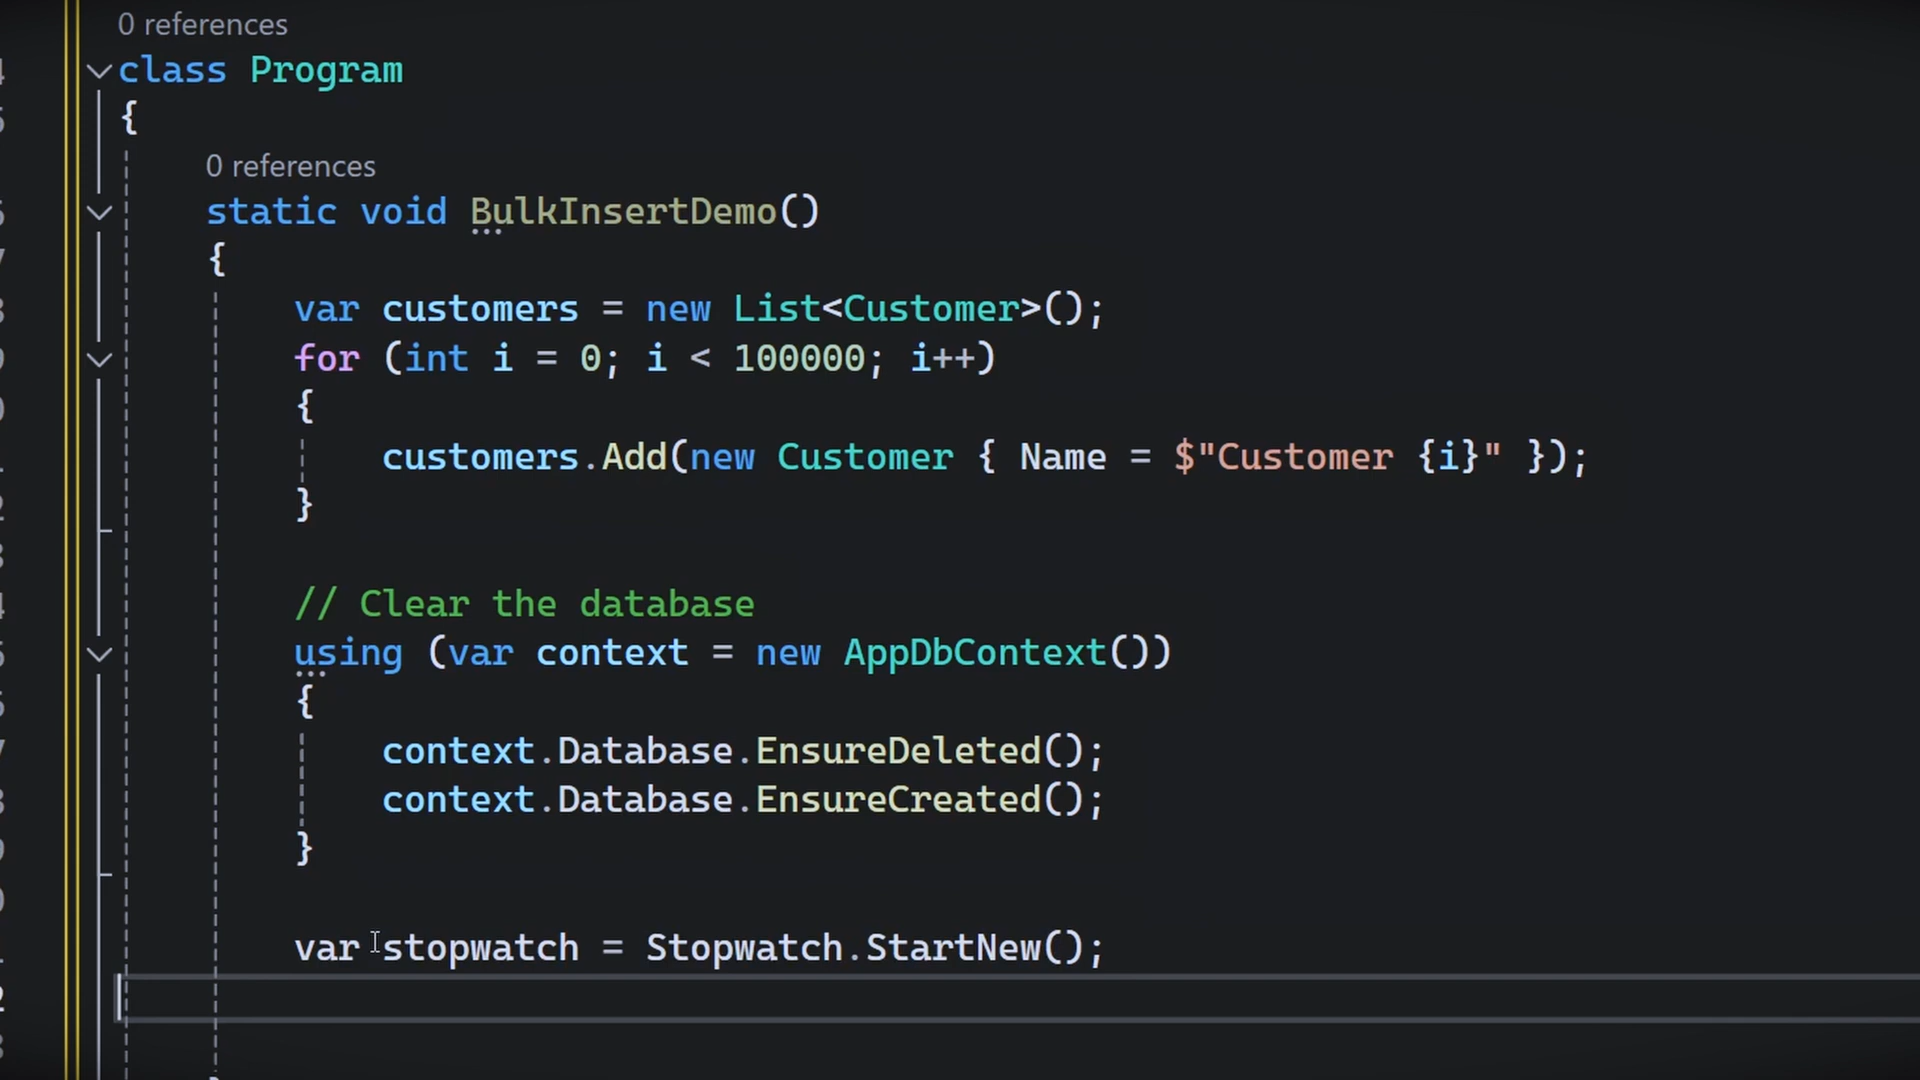 0 references
class Program
{
0 references
static void BulkInsertDemo()
{
var customers = new List<Customer>();
for (int i = 0; i < 100000; i++)
{
customers.Add(new Customer { Name = $"Customer {i}" });
}
// Clear the database
using (var context = new AppDbContext())
{
context.Database.EnsureDeleted();
context.Database.EnsureCreated();
}
var stopwatch = Stopwatch.StartNew();